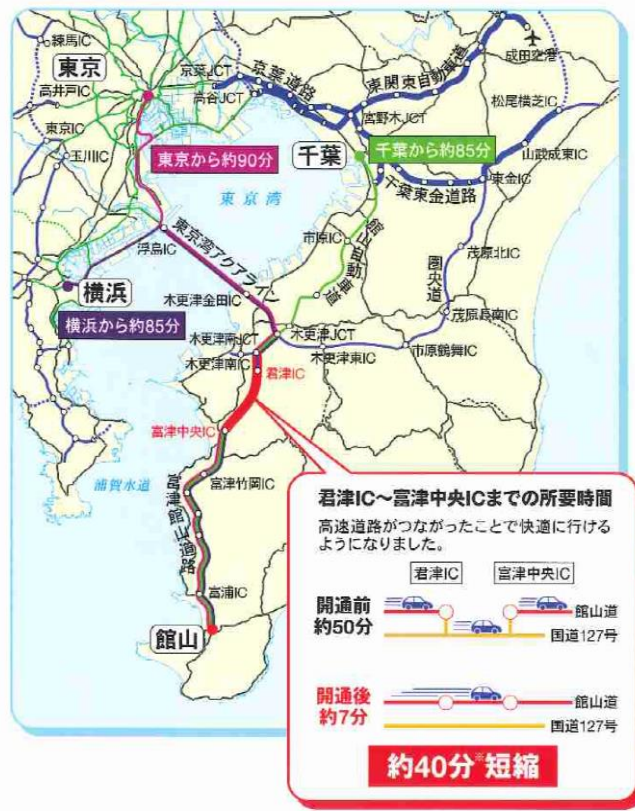 練馬IC
東京
高井戸IC
東京IC
玉川IC
京葉JCT
高谷JCT
京葉道路
東関東自動車道
成田空港
宮野木JCT
松尾横芝IC
東京から約90分
千葉
千葉から約85分
山武成東IC
東金IC
千葉東金道路
東京湾
市原IC
館山自動車道
茂原北IC
圏央道
浮島IC
東京湾アクアライン
横浜
木更津金田IC
横浜から約85分
木更津JCT
茂原長南IC
木更津南JCT
木更津南IC
木更津東IC
市原鶴舞IC
君津IC
富津中央IC
浦賀水道
富津竹岡IC
富津館山道路
富浦IC
館山
君津IC～富津中央ICまでの所要時間
高速道路がつながったことで快適に行ける
ようになりました。
君津IC 富津中央IC
開通前
約50分
館山道
国道127号
開通後
約7分
館山道
国道127号
約40分※短縮